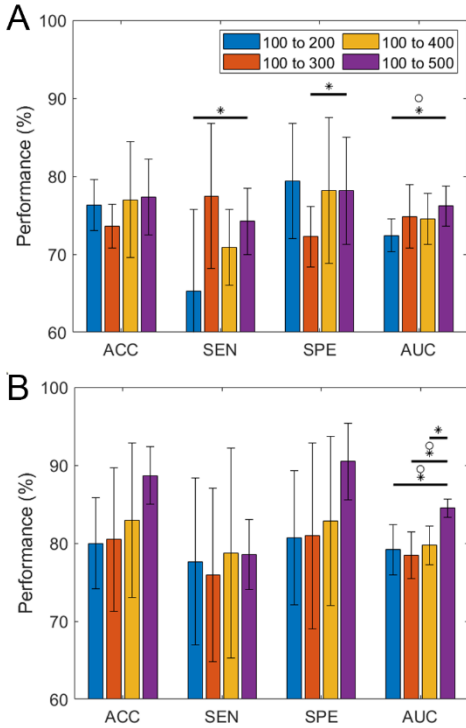 A
100
90
80
70
60
Performance (%)
100 to 200
100 to 400
100 to 300
100 to 500
*
*
○
*
ACC
SEN
SPE
AUC
B
100
90
80
70
60
Performance (%)
*
○
*
○
*
ACC
SEN
SPE
AUC